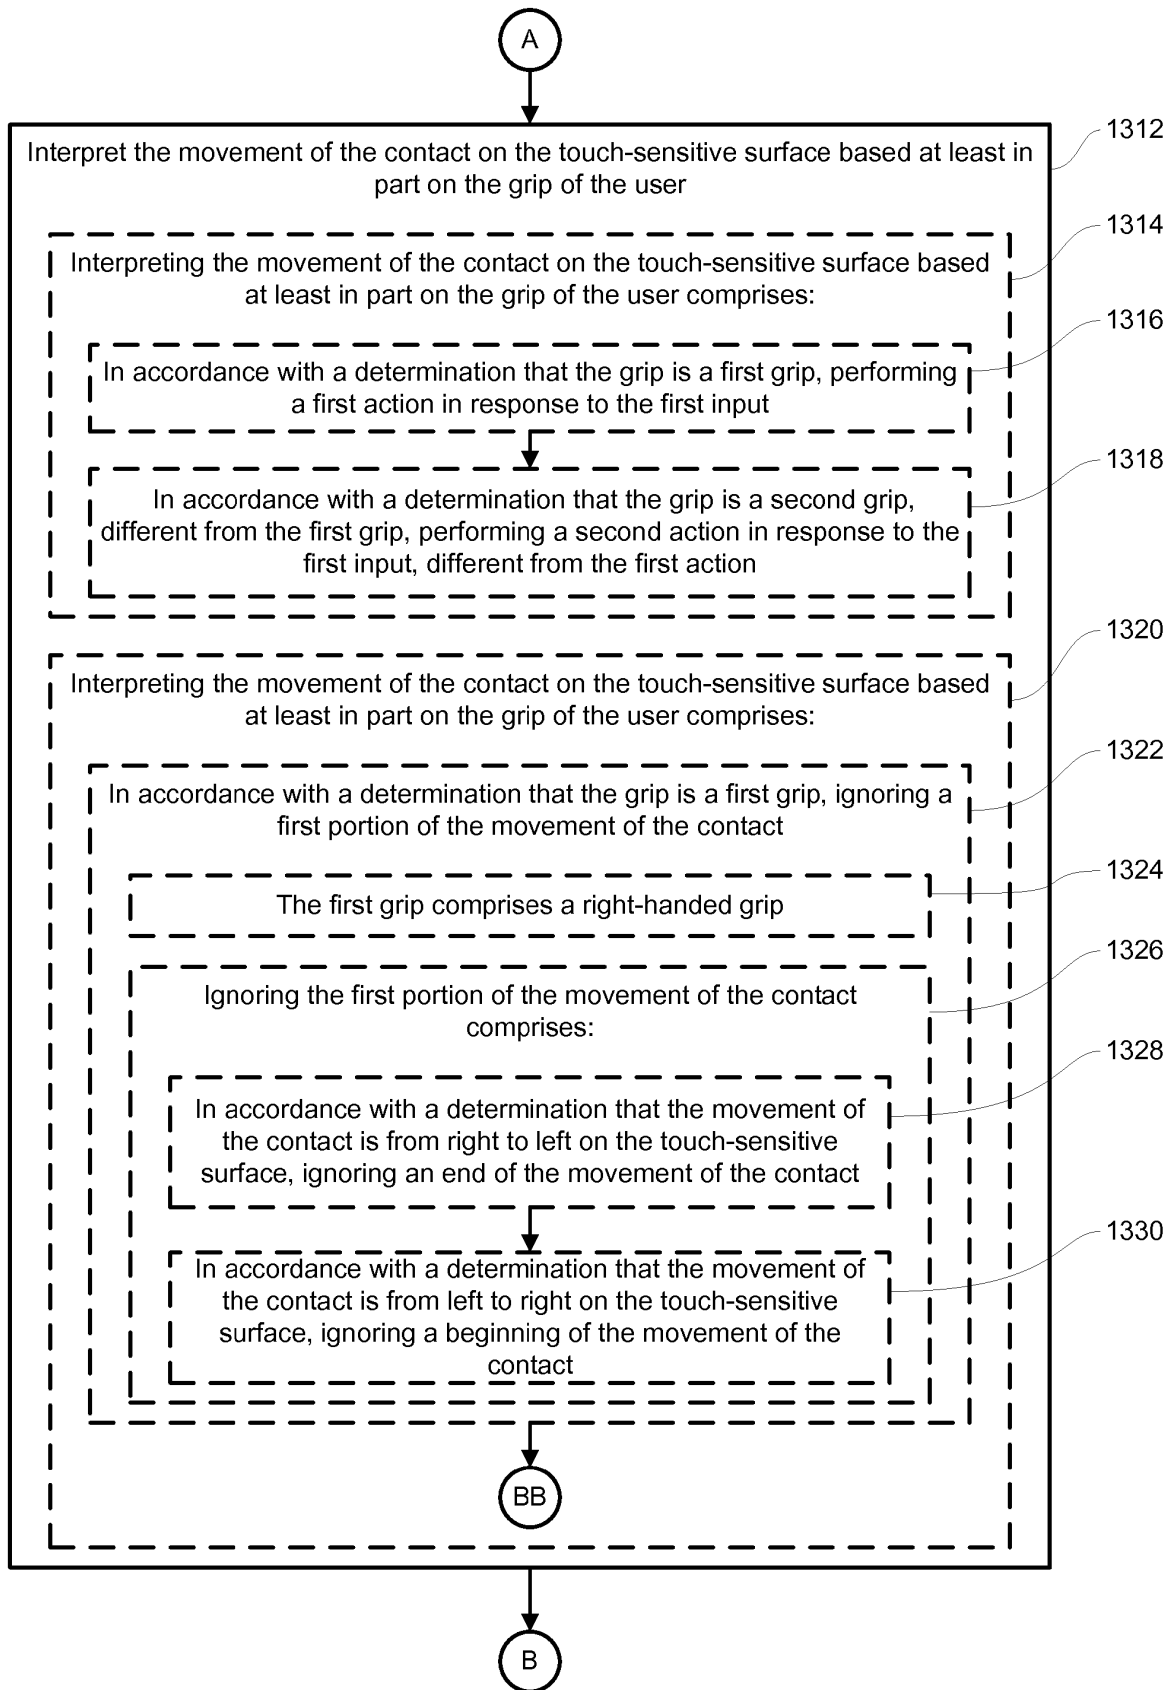 A
1312
Interpret the movement of the contact on the touch-sensitive surface based at least in
part on the grip of the user
1314
Interpreting the movement of the contact on the touch-sensitive surface based
at least in part on the grip of the user comprises:
1316
In accordance with a determination that the grip is a first grip, performing
a first action in response to the first input
1318
In accordance with a determination that the grip is a second grip,
different from the first grip, performing a second action in response to the
first input, different from the first action
1320
Interpreting the movement of the contact on the touch-sensitive surface based
at least in part on the grip of the user comprises:
1322
In accordance with a determination that the grip is a first grip, ignoring a
first portion of the movement of the contact
1324
The first grip comprises a right-handed grip
1326
Ignoring the first portion of the movement of the contact
comprises:
1328
In accordance with a determination that the movement of
the contact is from right to left on the touch-sensitive
surface, ignoring an end of the movement of the contact
1330
In accordance with a determination that the movement of
the contact is from left to right on the touch-sensitive
surface, ignoring a beginning of the movement of the
contact
BB
B